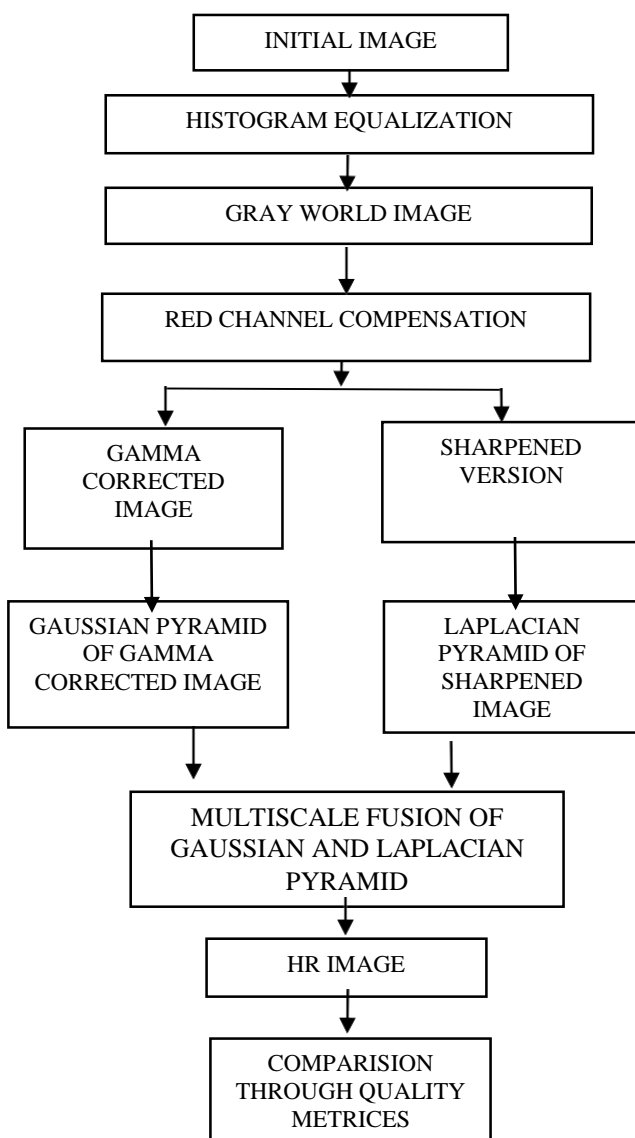 INITIAL IMAGE
HISTOGRAM EQUALIZATION
GRAY WORLD IMAGE
RED CHANNEL COMPENSATION
GAMMA
CORRECTED
IMAGE
SHARPENED
VERSION
GAUSSIAN PYRAMID
OF GAMMA
CORRECTED IMAGE
LAPLACIAN
PYRAMID OF
SHARPENED
IMAGE
MULTISCALE FUSION OF
GAUSSIAN AND LAPLACIAN
PYRAMID
HR IMAGE
COMPARISION
THROUGH QUALITY
METRICES